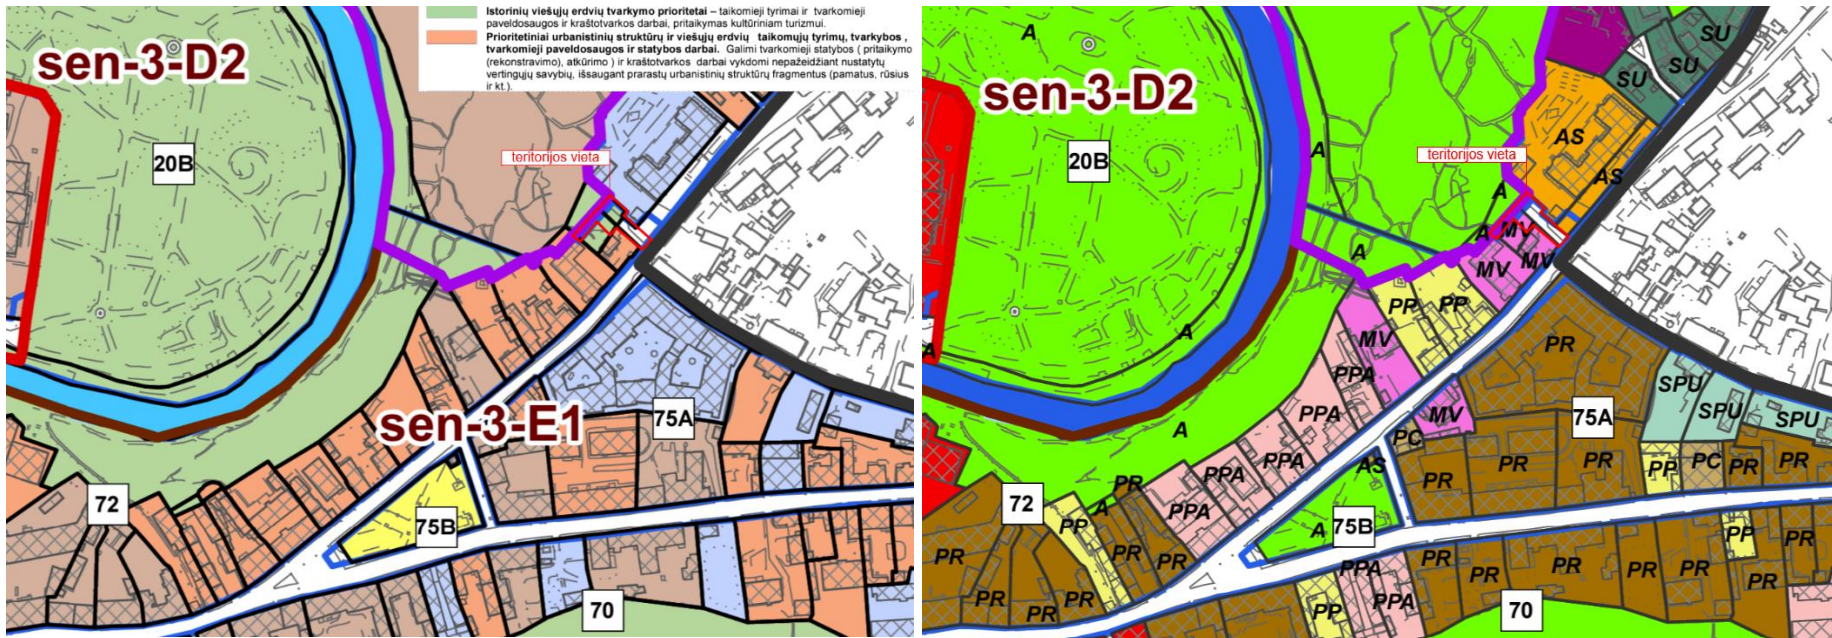 Istorinių viešųjų erdvių tvarkymo prioritetai – taikomieji tyrimai ir tvarkomieji
paveldosaugos ir kraštotvarkos darbai, pritaikymas kultūriniam turizmui.
Prioritetiniai urbanistinių struktūrų ir viešųjų erdvių taikomųjų tyrimų, tvarkybos ,
tvarkomieji paveldosaugos ir statybos darbai. Galimi tvarkomieji statybos ( pritaikymo
(rekonstravimo), atkūrimo ) ir kraštotvarkos darbai vykdomi nepažeidžiant nustatytų
vertingųjų savybių, išsaugant prarastų urbanistinių struktūrų fragmentus (pamatus, rūsius
ir kt.).
sen-3-D2
20B
teritorijos vieta
sen-3-E1
75A
72
75B
70
A
SU
SU
SU
sen-3-D2
AS
20B
A
teritorijos vieta
AS
A
A
MV
A
MV
MV
PP
PP
A
A
MV
PR
PPA
SPU
SPU
SPU
PPA
MV
75A
A
PC
PPA
AS
PR
PPA
PR
PR
PR
PP
PC
PR
PR
72
A
PPA
PP
A
75B
PP
PR
PR
PR
PR
PPA
PR
PR
PR
PR
PR
PR
PR
PR
PR
PP
PPA
70